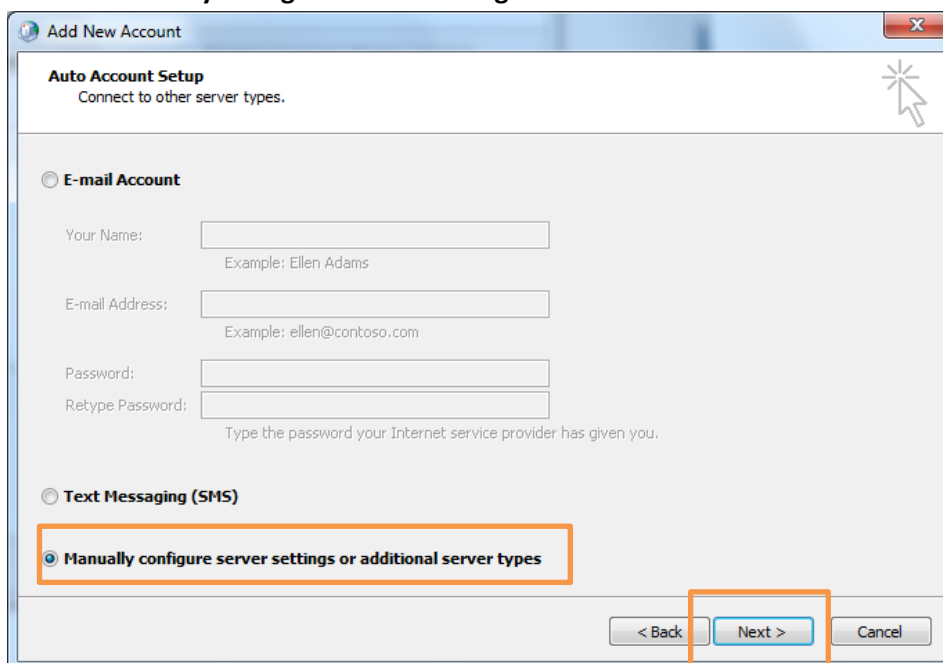 Add New Account
Auto Account Setup
Connect to other server types.
E-mail Account
Your Name:
Example: Ellen Adams
E-mail Address:
Example: ellen@contoso.com
Password:
Retype Password:
Type the password your Internet service provider has given you.
Text Messaging (SMS)
Manually configure server settings or additional server types
< Back Next > Cancel